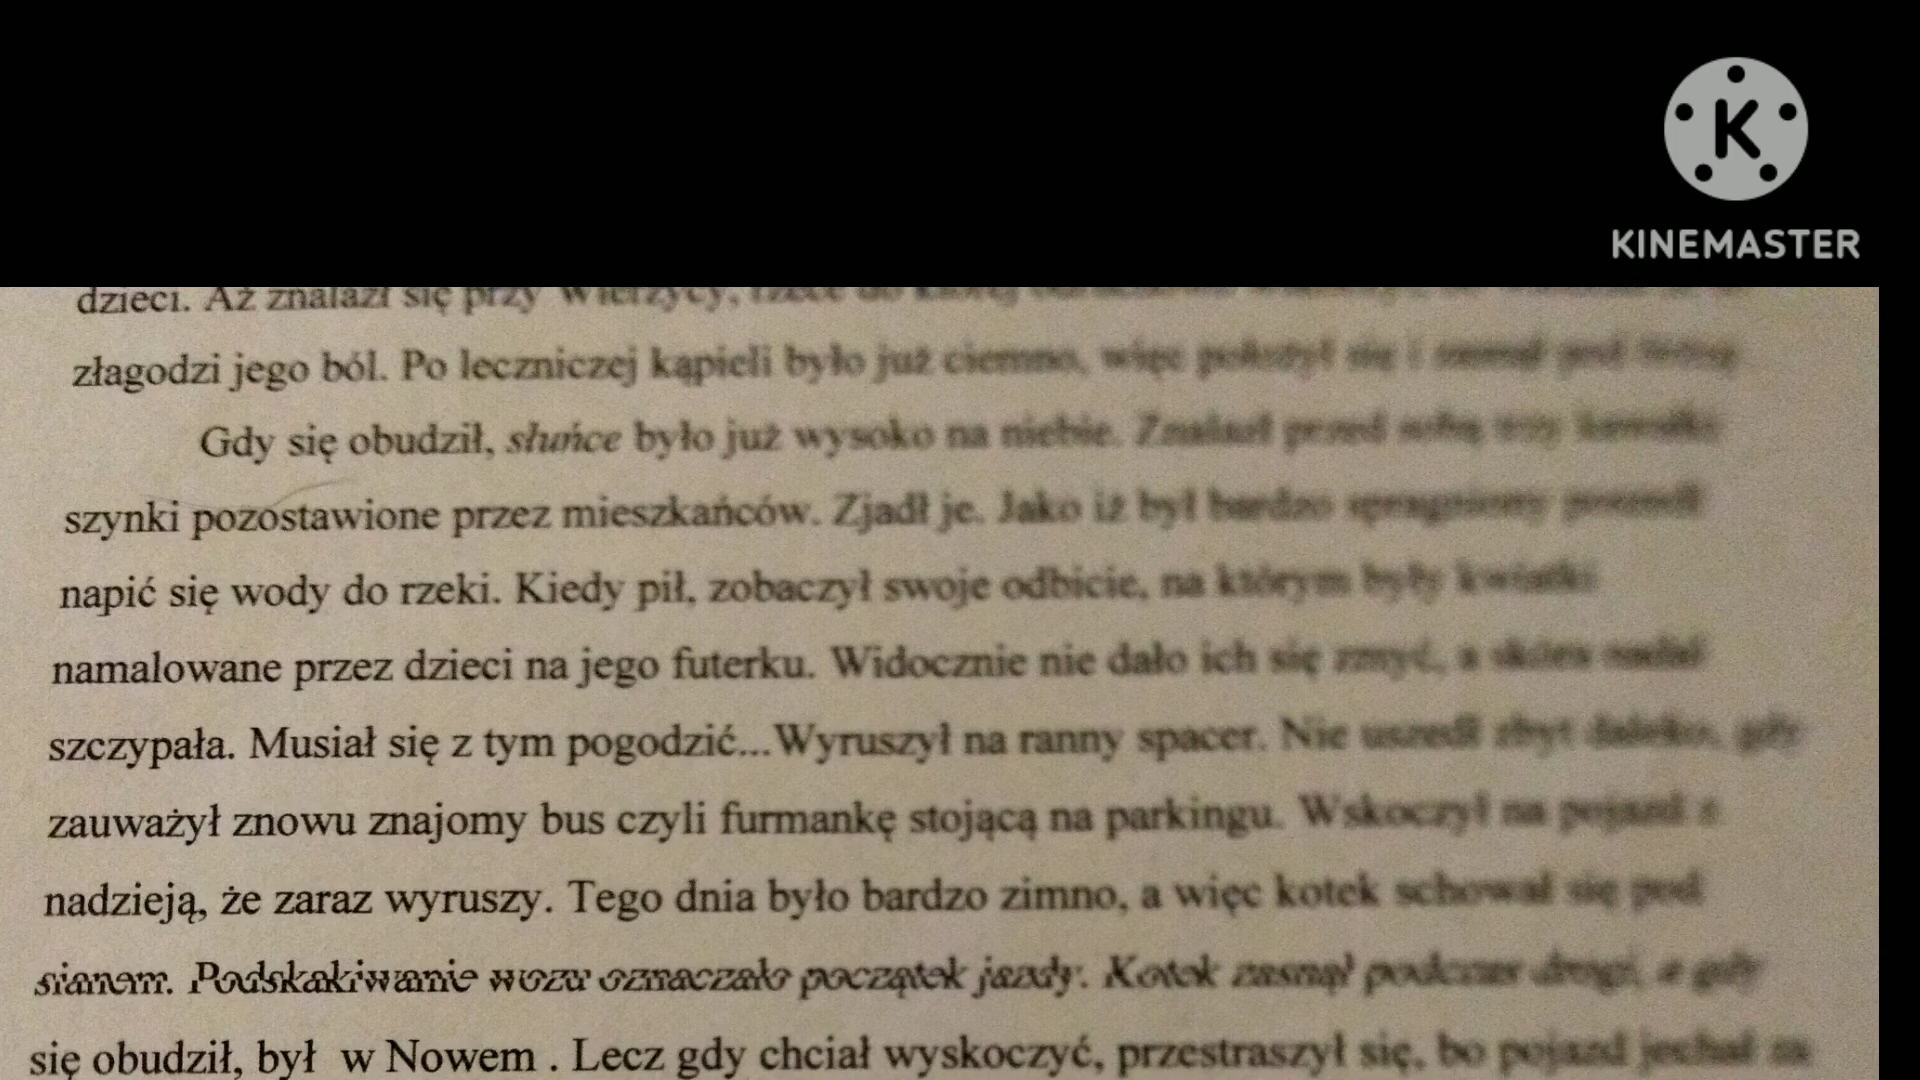 KINEMASTER
dzieci. Aż znalazł się przy Wierzycy, rzece do której
złagodzi jego ból. Po leczniczej kąpieli było już ciemno, więc położył się i zasnął pod
Gdy się obudził, słuńce było już wysoko na niebie. Znalazł przed sobą trzy kawałki
szynki pozostawione przez mieszkańców. Zjadł je. Jako iż był bardzo spragniony poszedł
napić się wody do rzeki. Kiedy pił, zobaczył swoje odbicie, na którym były kwiatki
namalowane przez dzieci na jego futerku. Widocznie nie dało ich się zmyć, a skóra nadal
szczypała. Musiał się z tym pogodzić...Wyruszył na ranny spacer. Nie uszedł zbyt daleko, gdy
zauważył znowu znajomy bus czyli furmankę stojącą na parkingu. Wskoczył na pojazd z
nadzieją, że zaraz wyruszy. Tego dnia było bardzo zimno, a więc kotek schował się pod
sianem. Podskakiwanie wozu oznaczało początek jazdy. Kotek zasnął podczas drogi, a gdy
się obudził, był w Nowem . Lecz gdy chciał wyskoczyć, przestraszył się, bo pojazd jechał za